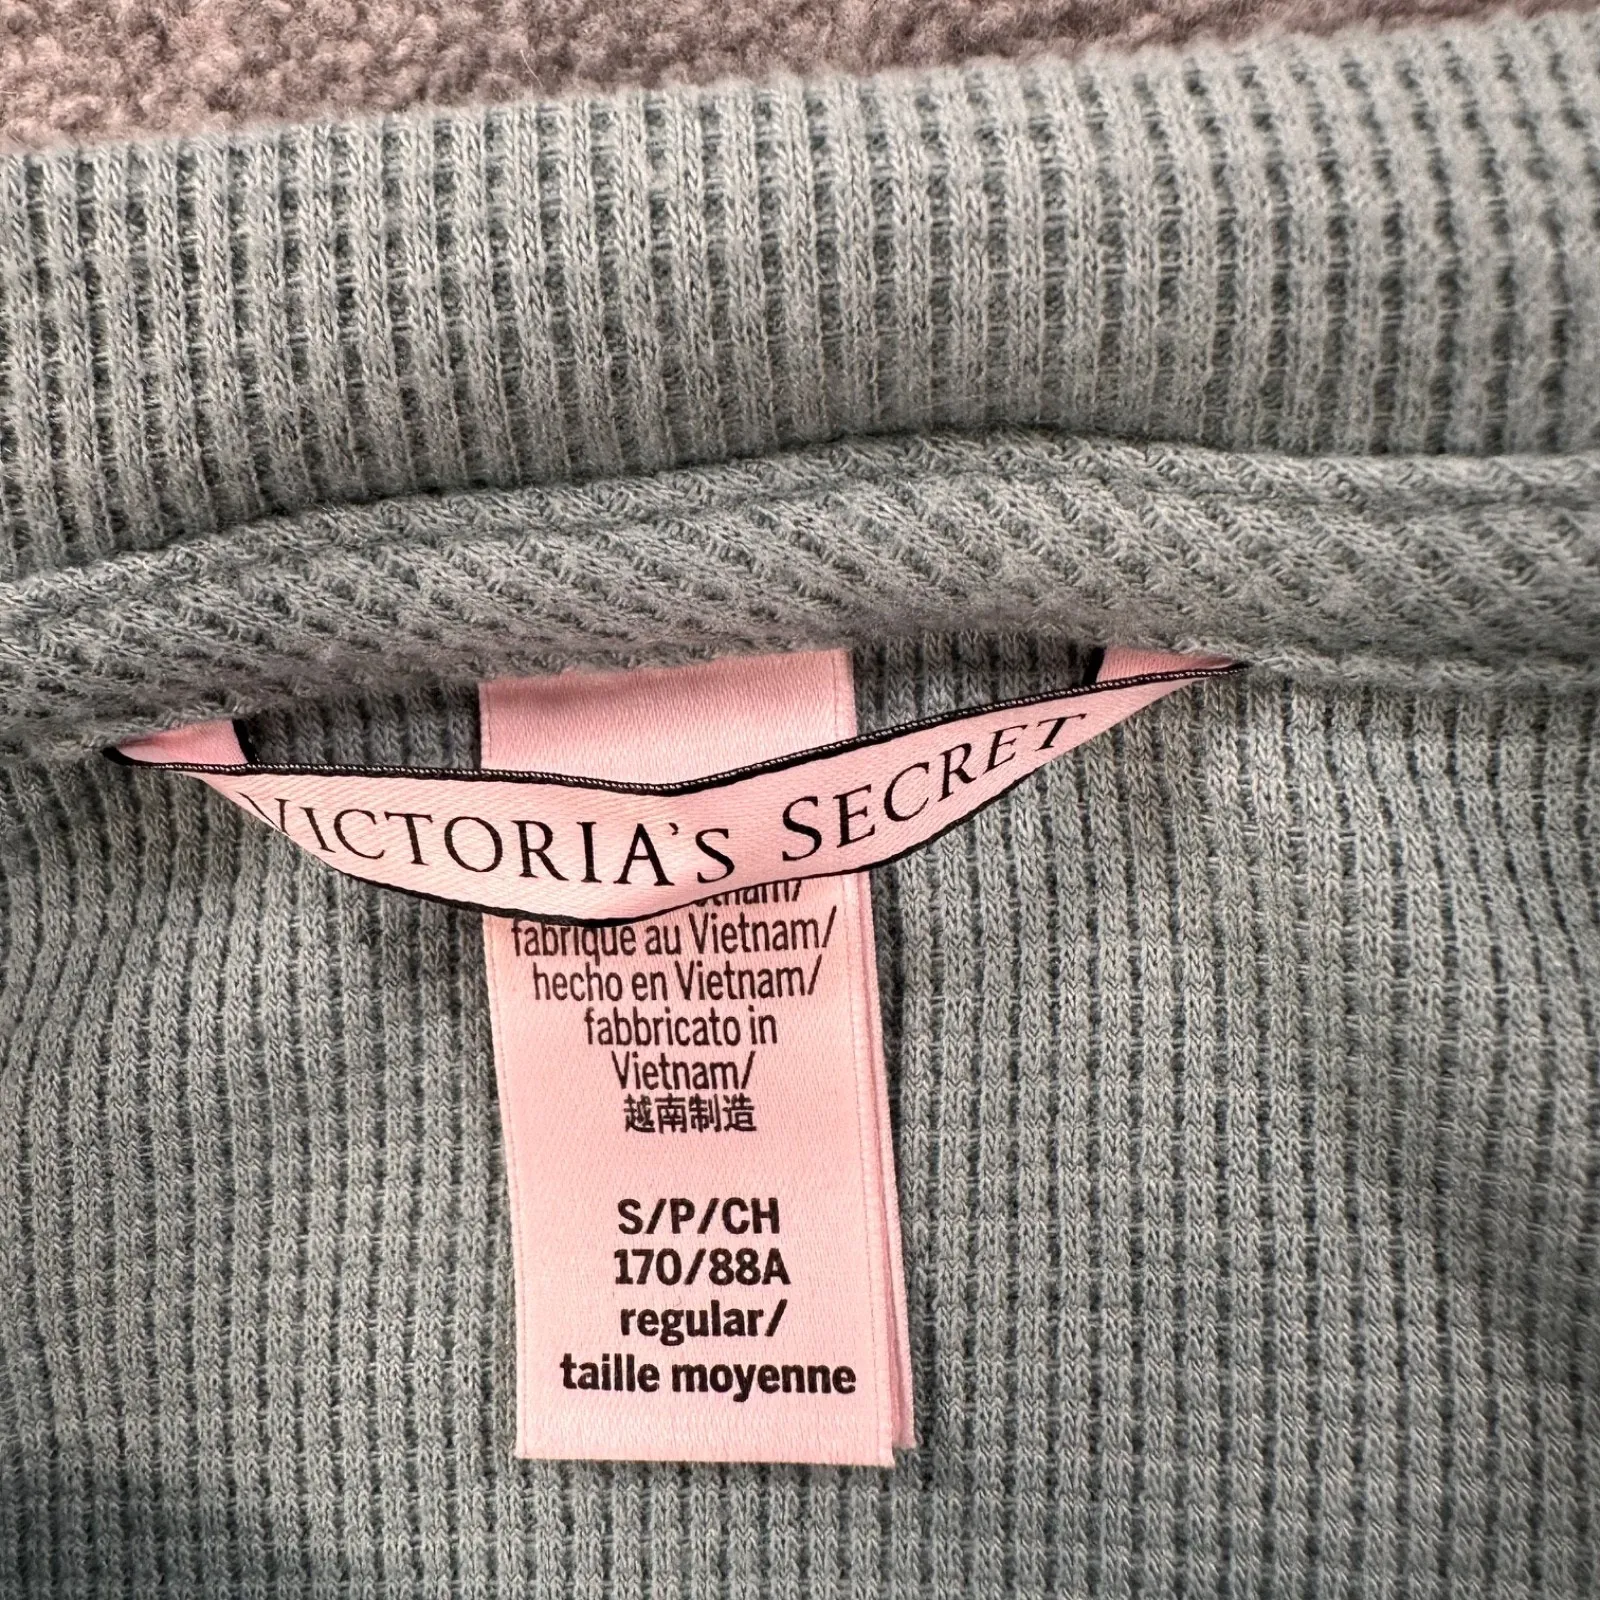 VICTORIA'S SECRET
fabriqué au Vietnam/
hecho en Vietnam/
fabbricato in
Vietnam/
越南制造
S/P/CH
170/88A
regular/
taille moyenne